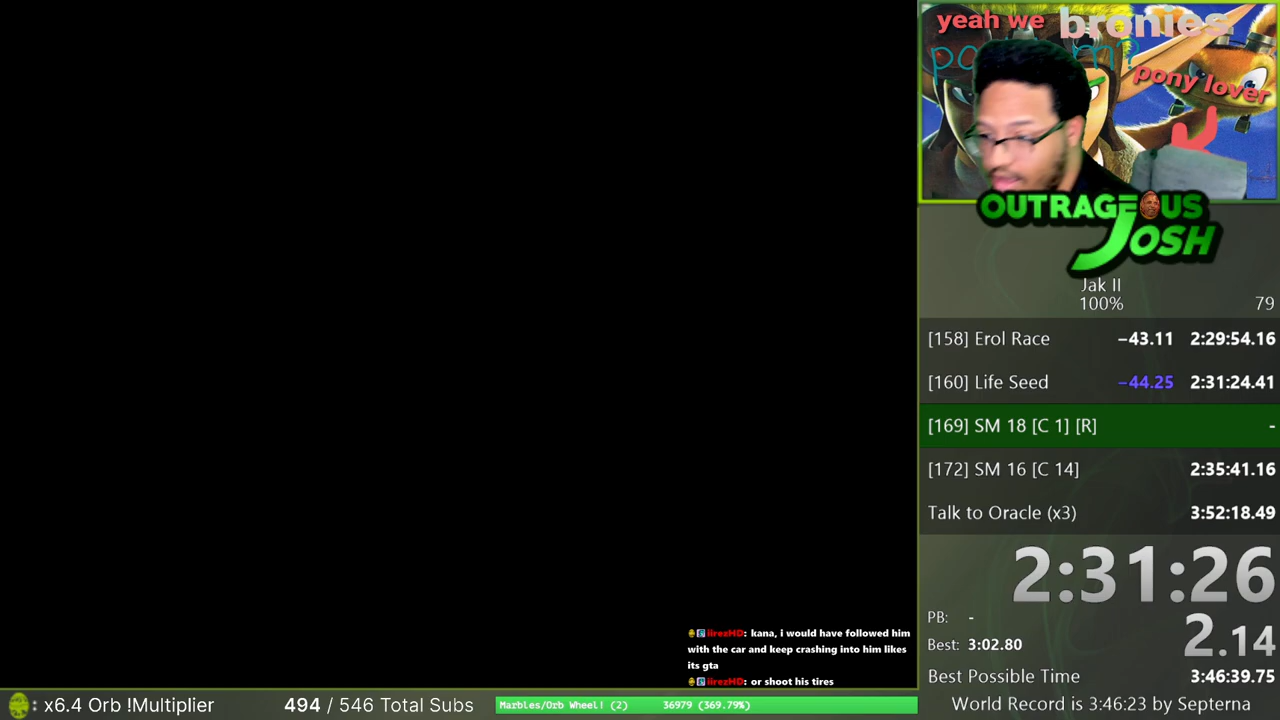 yeah we bronies
pony lover
OUTRAGEOUS
JOSH
Jak II
100% 79
[158] Erol Race −43.11 2:29:54.16
[160] Life Seed −44.25 2:31:24.41
[169] SM 18 [C 1] [R] -
[172] SM 16 [C 14] 2:35:41.16
Talk to Oracle (x3) 3:52:18.49
2:31:26
PB: -
2.14
Best: 3:02.80
Best Possible Time 3:46:39.75
World Record is 3:46:23 by Septerna
iirezHD: kana, i would have followed him
with the car and keep crashing into him likes
its gta
iirezHD: or shoot his tires
: x6.4 Orb !Multiplier 494 / 546 Total Subs Marbles/Orb Wheel! (2) 36979 (369.79%)